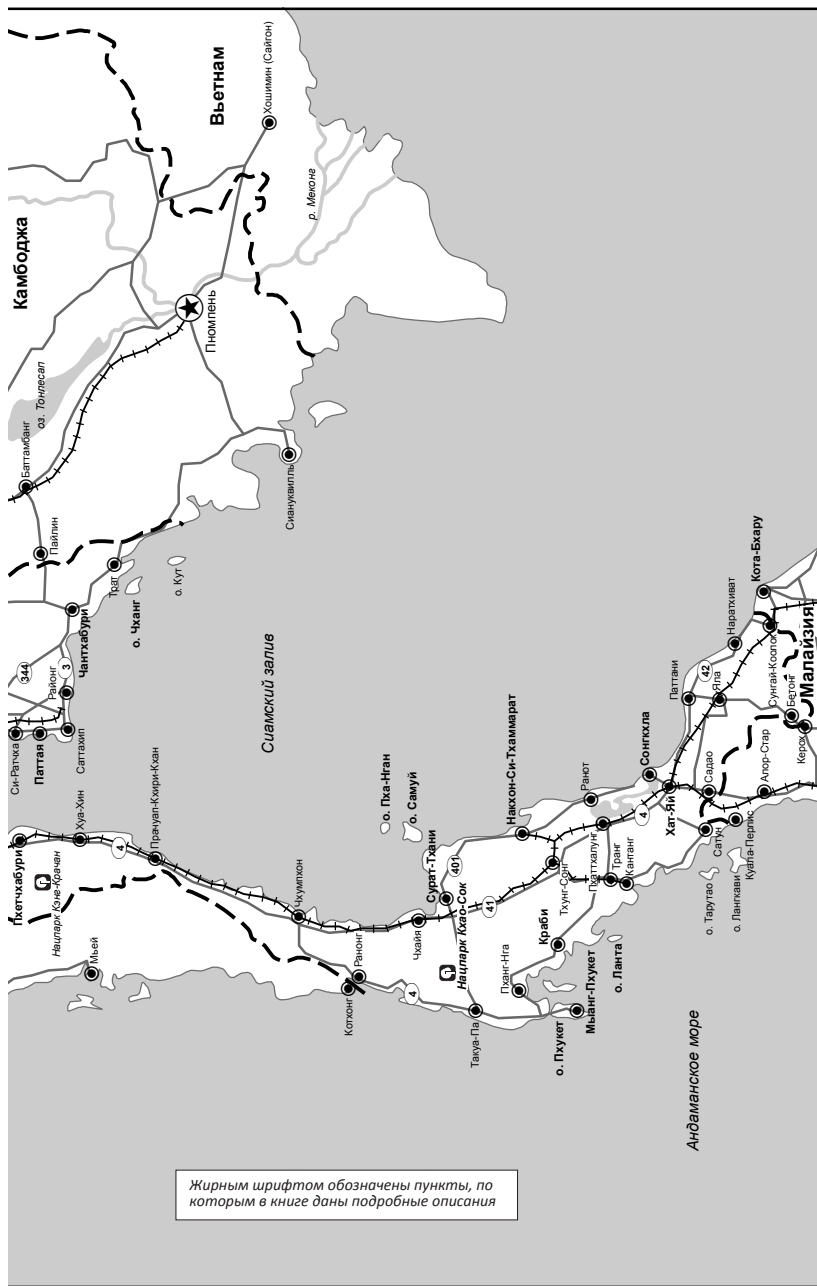 Камбоджа
Вьетнам
Хошимин (Сайгон)
р. Меконг
Пномпень
оз. Тонлесап
Баттамбанг
Пайлин
Сиануквилль
Трат
о. Чханг
о. Кут
Чантхабури
344
3
Районг
Си-Ратчха
Паттая
Саттахип
Сиамский залив
Пхетчхабури
Нацпарк Кэнг-Крачан
Хуа-Хин
4
Прачуап-Кхири-Кхан
Мьей
Чхумпхон
Ранонг
Котхонг
4
о. Пха-Нган
о. Самуй
Чхайя
Сурат-Тхани
401
41
Нацпарк Кхао-Сок
Такуа-Па
Накхон-Си-Тхаммарат
Пханг-Нга
Краби
Тхунг-Сонг
о. Пхукет
Мыанг-Пхукет
о. Ланта
Ранот
Пхаттхалунг
Транг
Кантанг
4
Сонгкхла
Хат-Яй
Паттани
42
Яла
Наратхиват
Кота-Бхару
Сунгай-Колок
Бетонг
Малайзия
Керох
Садао
Алор-Стар
Сатун
Куала-Перлис
о. Тарутао
о. Лангкави
Андаманское море
Жирным шрифтом обозначены пункты, по
которым в книге даны подробные описания